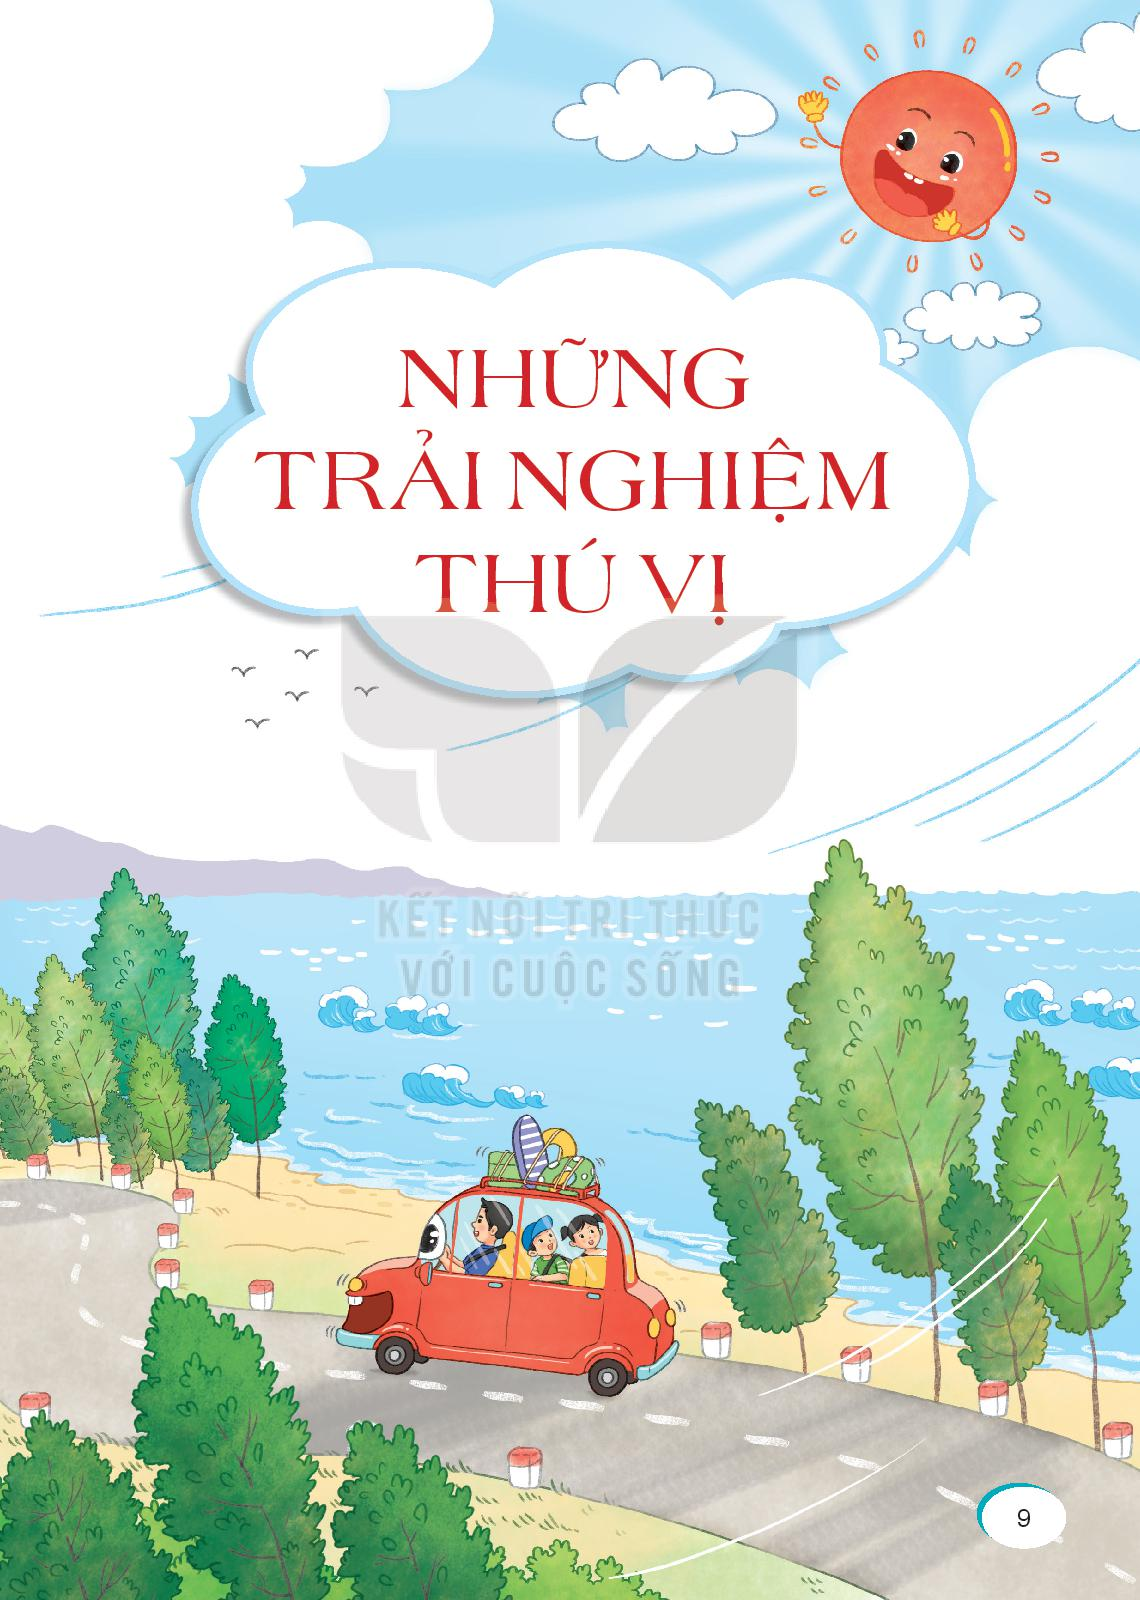 NHỮNG
TRẢI NGHIỆM
THÚ VỊ
KẾT NỐI TRI THỨC
VỚI CUỘC SỐNG
9